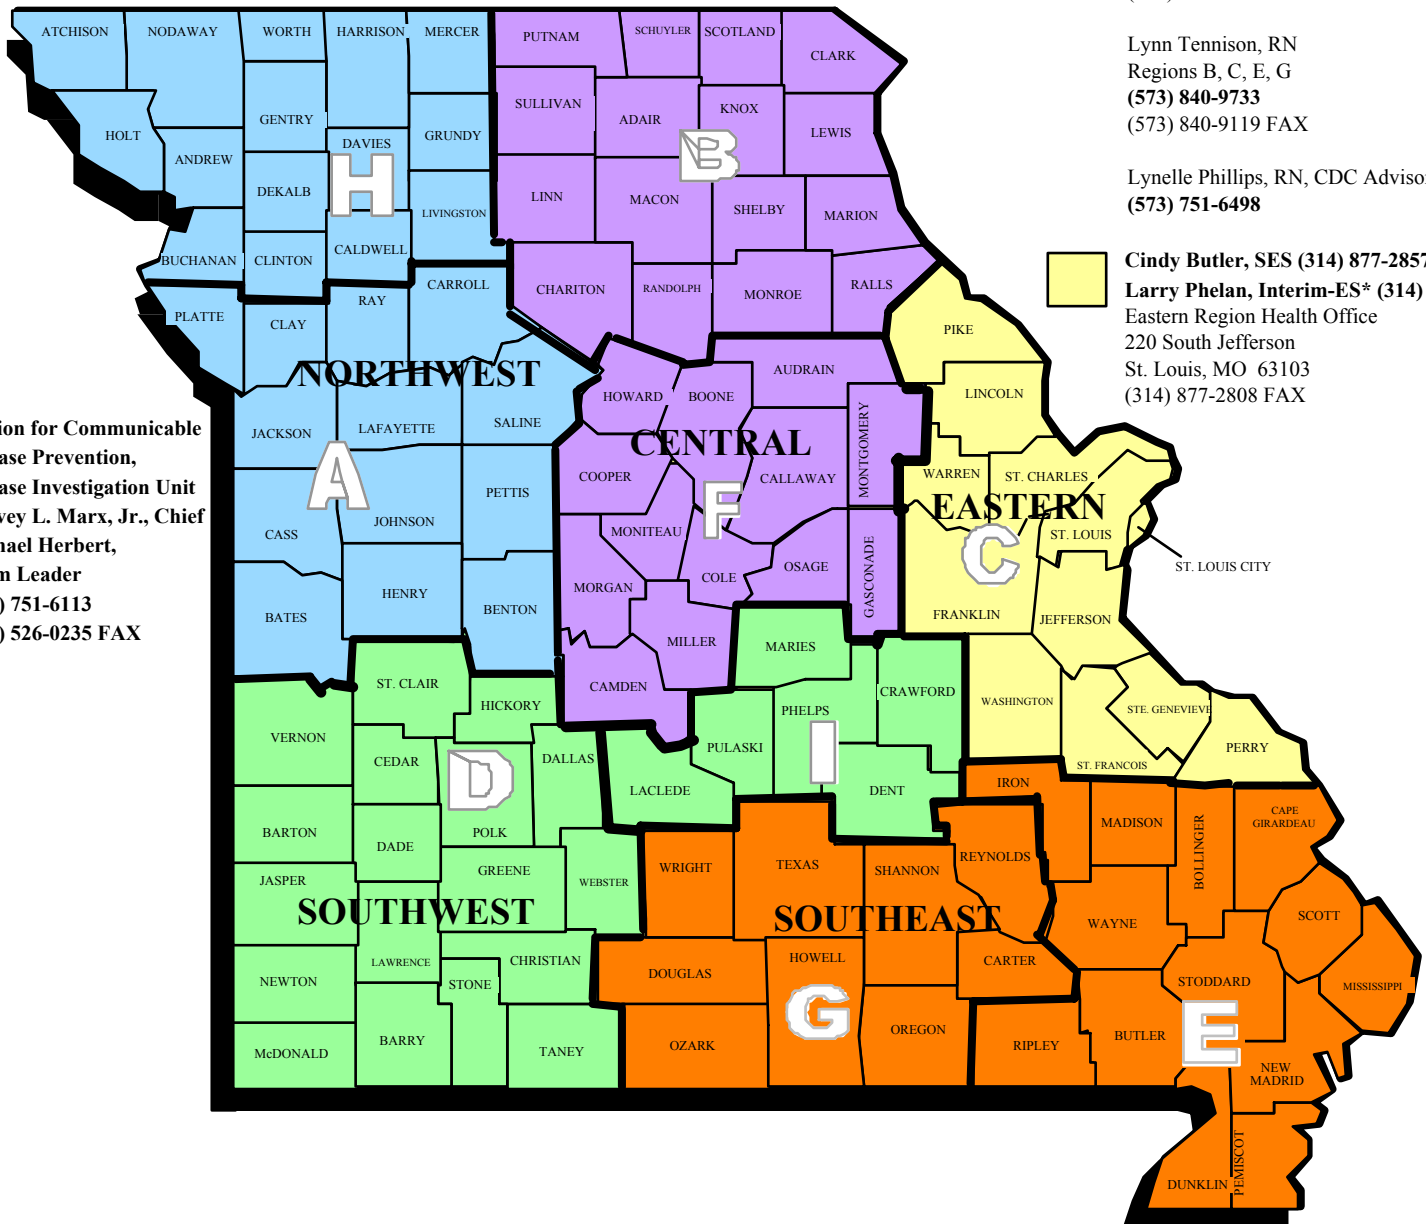 Lynn Tennison, RN
Regions B, C, E, G
(573) 840-9733
(573) 840-9119 FAX
Lynelle Phillips, RN, CDC Adviso
(573) 751-6498
Cindy Butler, SES (314) 877-2857
Larry Phelan, Interim-ES* (314)
Eastern Region Health Office
220 South Jefferson
St. Louis, MO 63103
(314) 877-2808 FAX
ion for Communicable
ase Prevention,
ase Investigation Unit
vey L. Marx, Jr., Chief
hael Herbert,
m Leader
) 751-6113
) 526-0235 FAX
ATCHISON
NODAWAY
WORTH
HARRISON
MERCER
HOLT
GENTRY
ANDREW
DEKALB
DAVIES
GRUNDY
H
LIVINGSTON
BUCHANAN
CLINTON
CALDWELL
PUTNAM
SCHUYLER
SCOTLAND
CLARK
SULLIVAN
ADAIR
KNOX
LEWIS
B
LINN
MACON
SHELBY
MARION
CHARITON
RANDOLPH
MONROE
RALLS
PLATTE
CLAY
RAY
CARROLL
NORTHWEST
JACKSON
LAFAYETTE
SALINE
A
PETTIS
CASS
JOHNSON
BATES
HENRY
BENTON
HOWARD
BOONE
AUDRAIN
CENTRAL
COOPER
CALLAWAY
MONTGOMERY
F
MONITEAU
MORGAN
COLE
OSAGE
GASCONADE
MILLER
CAMDEN
PIKE
LINCOLN
WARREN
ST. CHARLES
EASTERN
ST. LOUIS
C
ST. LOUIS CITY
FRANKLIN
JEFFERSON
WASHINGTON
STE. GENEVIEVE
ST. FRANCOIS
PERRY
ST. CLAIR
HICKORY
VERNON
CEDAR
DALLAS
D
BARTON
DADE
POLK
JASPER
GREENE
WEBSTER
SOUTHWEST
LAWRENCE
CHRISTIAN
NEWTON
STONE
McDONALD
BARRY
TANEY
MARIES
CRAWFORD
PHELPS
PULASKI
I
LACLEDE
DENT
IRON
MADISON
BOLLINGER
CAPE
GIRARDEAU
WRIGHT
TEXAS
SHANNON
REYNOLDS
SOUTHEAST
WAYNE
SCOTT
DOUGLAS
HOWELL
CARTER
STODDARD
MISSISSIPPI
G
E
OZARK
OREGON
RIPLEY
BUTLER
NEW
MADRID
DUNKLIN
PEMISCOT